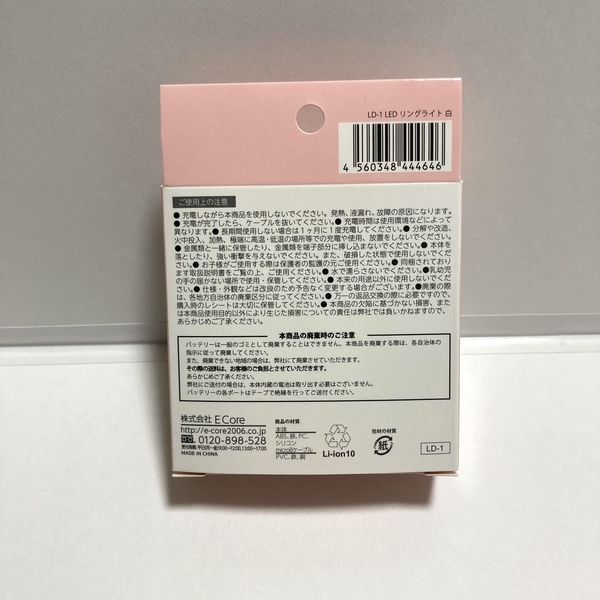 LD-1 LED リングライト 白
4 560348 444646
ご使用上の注意
● 充電しながら本商品を使用しないでください。発熱、液漏れ、故障の原因になります。
● 充電が完了したら、ケーブルを抜いてください。● 充電時間は使用環境などによって
異なります。● 長期間使用しない場合は1ヶ月に1度充電してください。● 分解や改造、
火中投入、加熱、極端に高温・低温の場所等での充電や使用、放置をしないでください。
● 金属類と一緒に保管したり、金属類を端子部分に挿し込まないでください。● 本体を
落としたり、強い衝撃を与えないでください。また、破損した状態で使用しないでくだ
さい。● お子様がご使用する際は保護者の監護の元ご使用ください。● 同梱されており
ます取扱説明書をご覧の上、ご使用ください。● 水で濡らさないでください。●乳幼児
の手の届かない場所で使用・保管してください。● 本来の用途以外に使用しないでくだ
さい。● 仕様・外観などは改良のため予告なく変更する場合がございます。●廃棄の際
は、各地方自治体の廃棄区分に従ってください。● 万一の返品交換の際に必要ですので、
購入時のレシートは大切に保管してください。● 本商品の欠陥に基づかない損害、また
は本商品使用目的以外により生じた損害についての責任は弊社では負いかねますので、
あらかじめご了承ください。
本商品の廃棄時のご注意
バッテリーは一般のゴミとして廃棄することはできません。本商品を廃棄する際は、各自治体の
指示に従って廃棄してください。
また、廃棄できない地域の場合は、弊社にて廃棄させていただきます。
その際の送料は、お客様のご負担とさせていただきます。
あらかじめご了承ください。
弊社にご送付の場合は、本体内蔵の電池は取り出す必要はございません。
バッテリーの各ポートはテープで絶縁を行ってご送付ください。
株式会社 E Core
http://e-core2006.co.jp
0120-898-528
受付時間:平日(月〜金)9:00〜12:00,13:00〜17:00
MADE IN CHINA
商品の材質
本体
ABS, 鉄, PC,
シリコン
microBケーブル
PVC, 鉄, 銅
Li-ion10
包材の材質
紙
LD-1